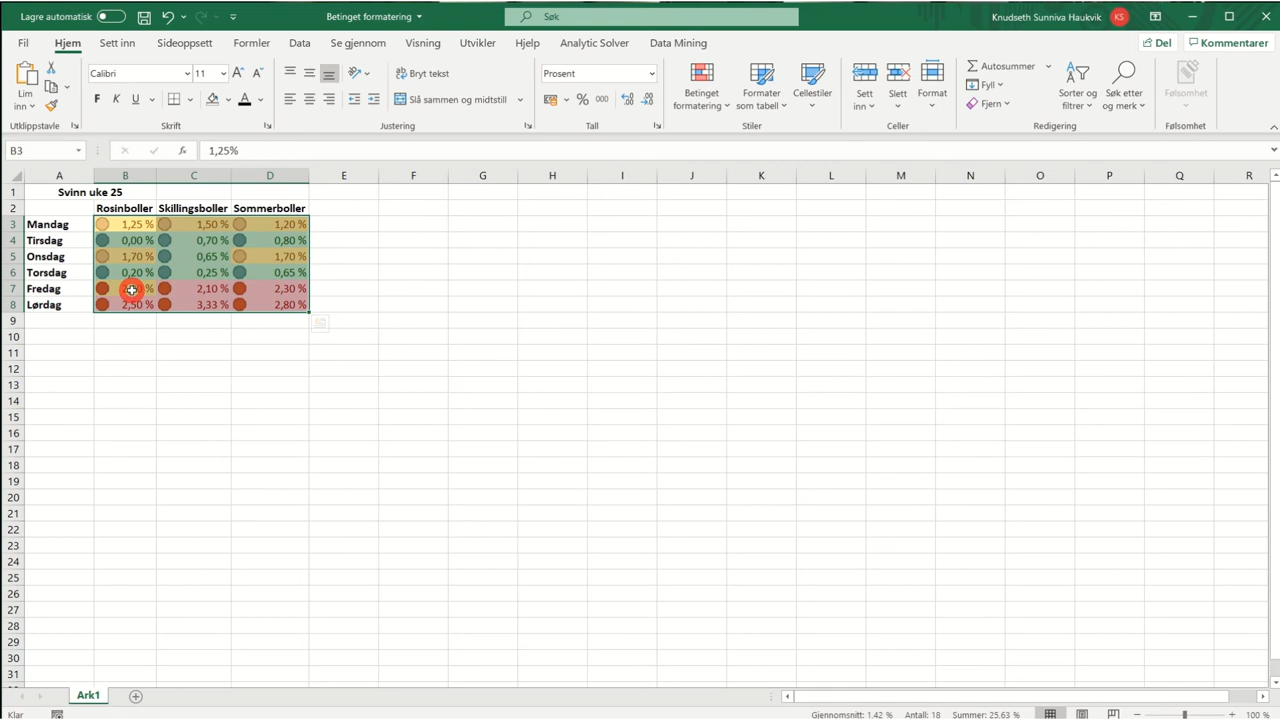 Lagre automatisk
Betinget formatering
Søk
Knudseth Sunniva Haukvik KS
Fil Hjem Sett inn Sideoppsett Formler Data Se gjennom Visning Utvikler Hjelp Analytic Solver Data Mining Del Kommentarer
Lim inn
Utklippstavle
Calibri 11
F K U
Skrift
Bryt tekst
Slå sammen og midtstill
Justering
Prosent
% 000
Tall
Betinget formatering
Formater som tabell
Cellestiler
Stiler
Sett inn
Slett
Format
Celler
Autosummer
Fyll
Fjern
Sorter og filtrer
Søk etter og merk
Redigering
Følsomhet
Følsomhet
B3 fx 1,25%
A B C D E F G H I J K L M N O P Q R
1 Svinn uke 25
2 Rosinboller Skillingsboller Sommerboller
3 Mandag 1,25 % 1,50 % 1,20 %
4 Tirsdag 0,00 % 0,70 % 0,80 %
5 Onsdag 1,70 % 0,65 % 1,70 %
6 Torsdag 0,20 % 0,25 % 0,65 %
7 Fredag % 2,10 % 2,30 %
8 Lørdag 2,50 % 3,33 % 2,80 %
9
10
11
12
13
14
15
16
17
18
19
20
21
22
23
24
25
26
27
28
29
30
31
Ark1
Klar
Gjennomsnitt: 1,42 % Antall: 18 Summer: 25,63 % 100 %